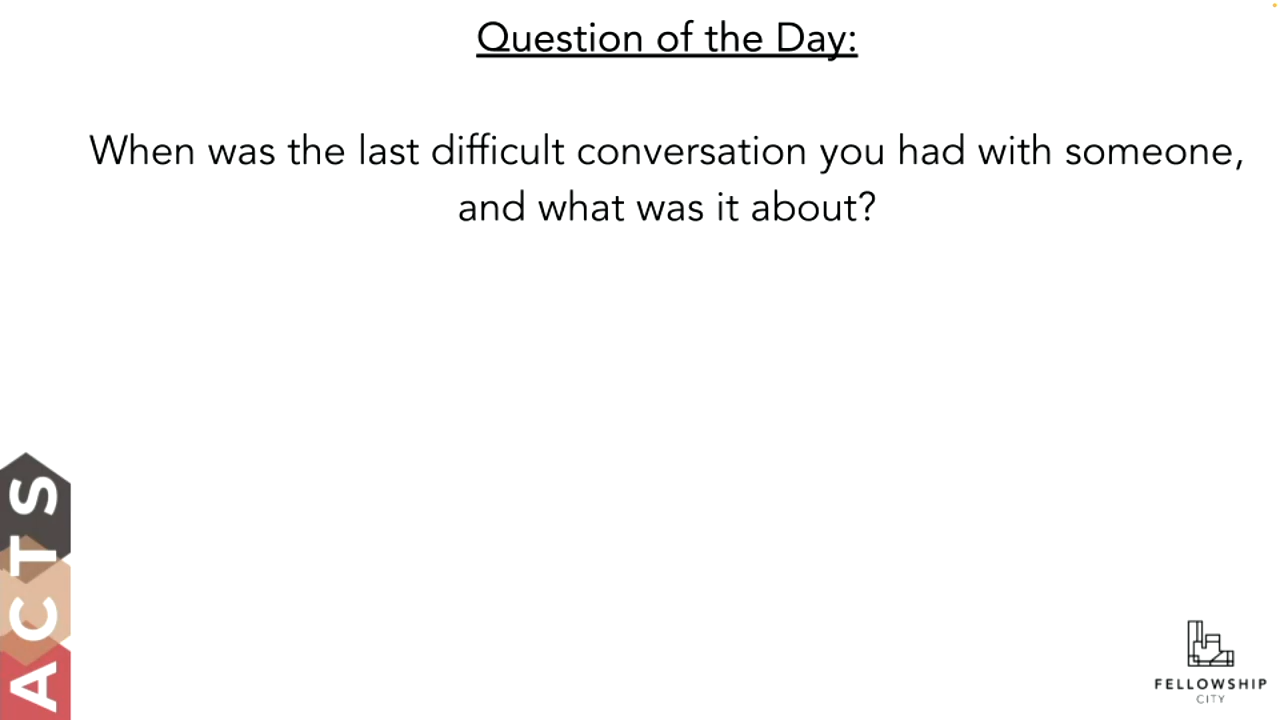 Question of the Day:
When was the last difficult conversation you had with someone,
and what was it about?
ACTS
FELLOWSHIP
CITY